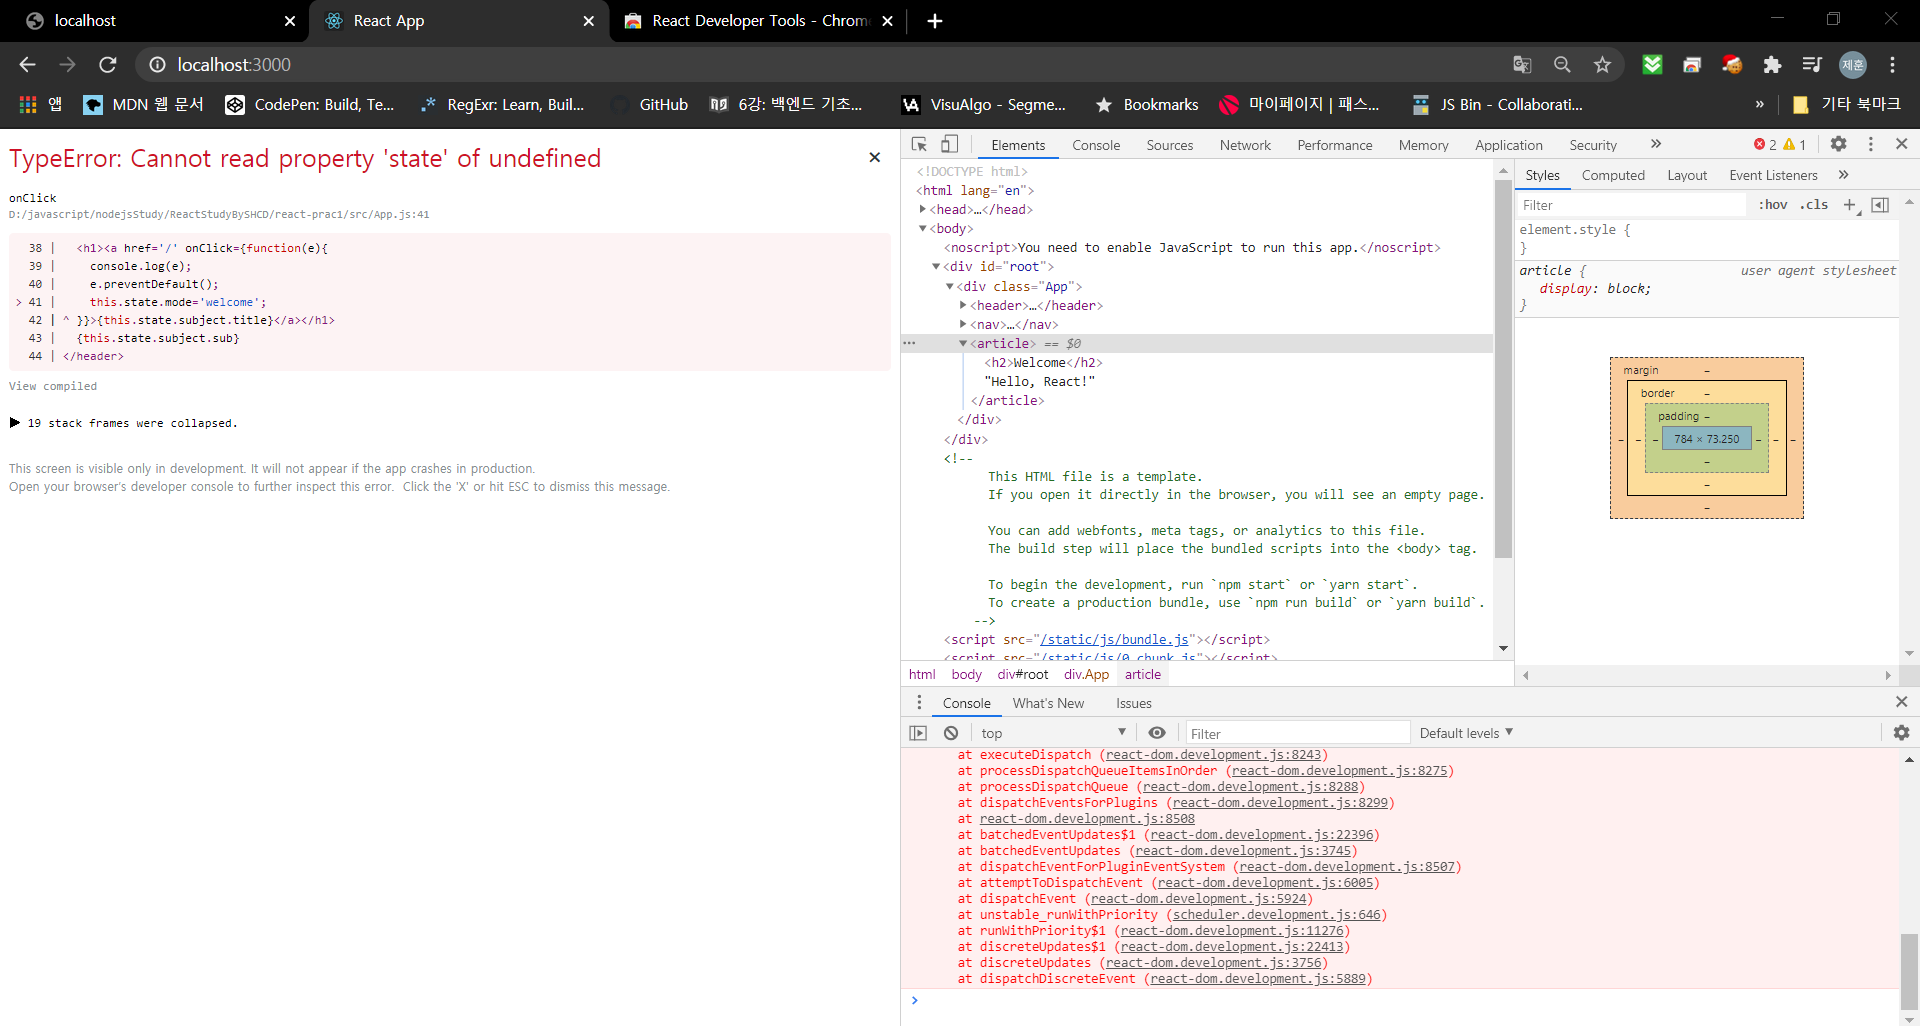 localhost
React App
React Developer Tools - Chrom
localhost:3000
제훈
앱
MDN 웹 문서
CodePen: Build, Te...
RegExr: Learn, Buil...
GitHub
6강: 백엔드 기초...
VisuAlgo - Segme...
Bookmarks
마이페이지 | 패스...
JS Bin - Collaborati...
»
기타 북마크
TypeError: Cannot read property 'state' of undefined
onClick
D:/javascript/nodejsStudy/ReactStudyBySHCD/react-prac1/src/App.js:41
38 | <h1><a href='/' onClick={function(e){
39 | console.log(e);
40 | e.preventDefault();
> 41 | this.state.mode='welcome';
42 | ^ }}>{this.state.subject.title}</a></h1>
43 | {this.state.subject.sub}
44 | </header>
View compiled
▶ 19 stack frames were collapsed.
This screen is visible only in development. It will not appear if the app crashes in production.
Open your browser's developer console to further inspect this error. Click the 'X' or hit ESC to dismiss this message.
Elements
Console
Sources
Network
Performance
Memory
Application
Security
»
2
1
<!DOCTYPE html>
<html lang="en">
▶<head>…</head>
▼<body>
<noscript>You need to enable JavaScript to run this app.</noscript>
▼<div id="root">
▼<div class="App">
▶<header>…</header>
▶<nav>…</nav>
▼<article> == $0
<h2>Welcome</h2>
"Hello, React!"
</article>
</div>
</div>
<!--
This HTML file is a template.
If you open it directly in the browser, you will see an empty page.
You can add webfonts, meta tags, or analytics to this file.
The build step will place the bundled scripts into the <body> tag.
To begin the development, run `npm start` or `yarn start`.
To create a production bundle, use `npm run build` or `yarn build`.
-->
<script src="/static/js/bundle.js"></script>
<script src="/static/js/0.chunk.js"></script>
html body div#root div.App article
Styles
Computed
Layout
Event Listeners
»
Filter
:hov .cls +
element.style {
}
article { user agent stylesheet
display: block;
}
margin –
border –
padding –
– – – 784 × 73.250 – – –
–
–
–
Console
What's New
Issues
top
Filter
Default levels ▼
at executeDispatch (react-dom.development.js:8243)
at processDispatchQueueItemsInOrder (react-dom.development.js:8275)
at processDispatchQueue (react-dom.development.js:8288)
at dispatchEventsForPlugins (react-dom.development.js:8299)
at react-dom.development.js:8508
at batchedEventUpdates$1 (react-dom.development.js:22396)
at batchedEventUpdates (react-dom.development.js:3745)
at dispatchEventForPluginEventSystem (react-dom.development.js:8507)
at attemptToDispatchEvent (react-dom.development.js:6005)
at dispatchEvent (react-dom.development.js:5924)
at unstable_runWithPriority (scheduler.development.js:646)
at runWithPriority$1 (react-dom.development.js:11276)
at discreteUpdates$1 (react-dom.development.js:22413)
at discreteUpdates (react-dom.development.js:3756)
at dispatchDiscreteEvent (react-dom.development.js:5889)
>